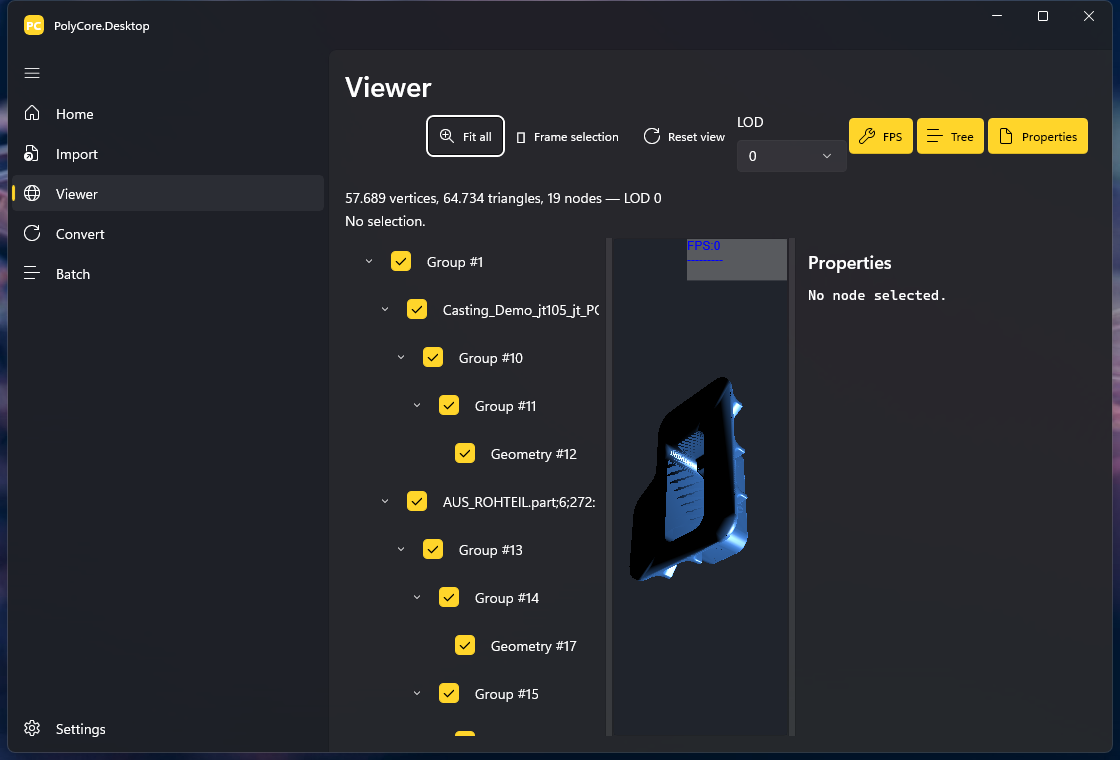 PC PolyCore.Desktop
Home
Import
Viewer
Convert
Batch
Settings
Viewer
Fit all
Frame selection
Reset view
LOD
0
FPS
Tree
Properties
57.689 vertices, 64.734 triangles, 19 nodes — LOD 0
No selection.
Group #1
Casting_Demo_jt105_jt_PC
Group #10
Group #11
Geometry #12
AUS_ROHTEIL.part;6;272:
Group #13
Group #14
Geometry #17
Group #15
FPS:0
----------
Properties
No node selected.